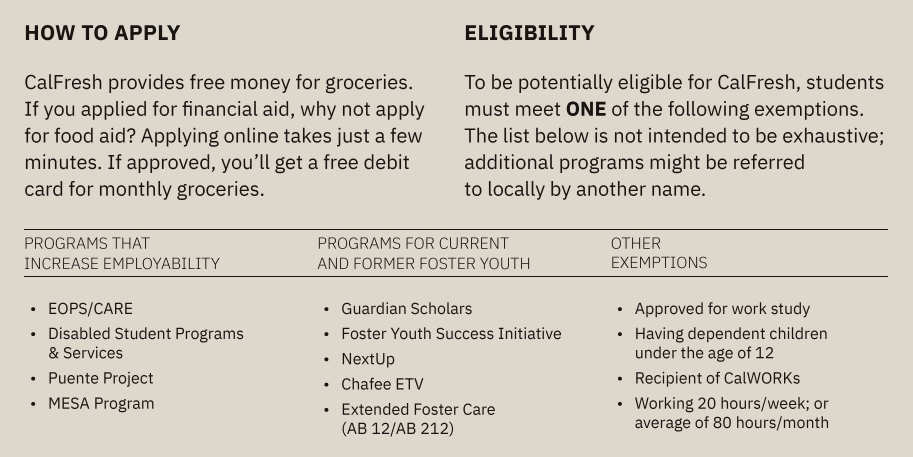 HOW TO APPLY
CalFresh provides free money for groceries.
If you applied for financial aid, why not apply
for food aid? Applying online takes just a few
minutes. If approved, you’ll get a free debit
card for monthly groceries.
ELIGIBILITY
To be potentially eligible for CalFresh, students
must meet ONE of the following exemptions.
The list below is not intended to be exhaustive;
additional programs might be referred
to locally by another name.
PROGRAMS THAT
INCREASE EMPLOYABILITY
• EOPS/CARE
• Disabled Student Programs
& Services
• Puente Project
• MESA Program
PROGRAMS FOR CURRENT
AND FORMER FOSTER YOUTH
• Guardian Scholars
• Foster Youth Success Initiative
• NextUp
• Chafee ETV
• Extended Foster Care
(AB 12/AB 212)
OTHER
EXEMPTIONS
• Approved for work study
• Having dependent children
under the age of 12
• Recipient of CalWORKs
• Working 20 hours/week; or
average of 80 hours/month